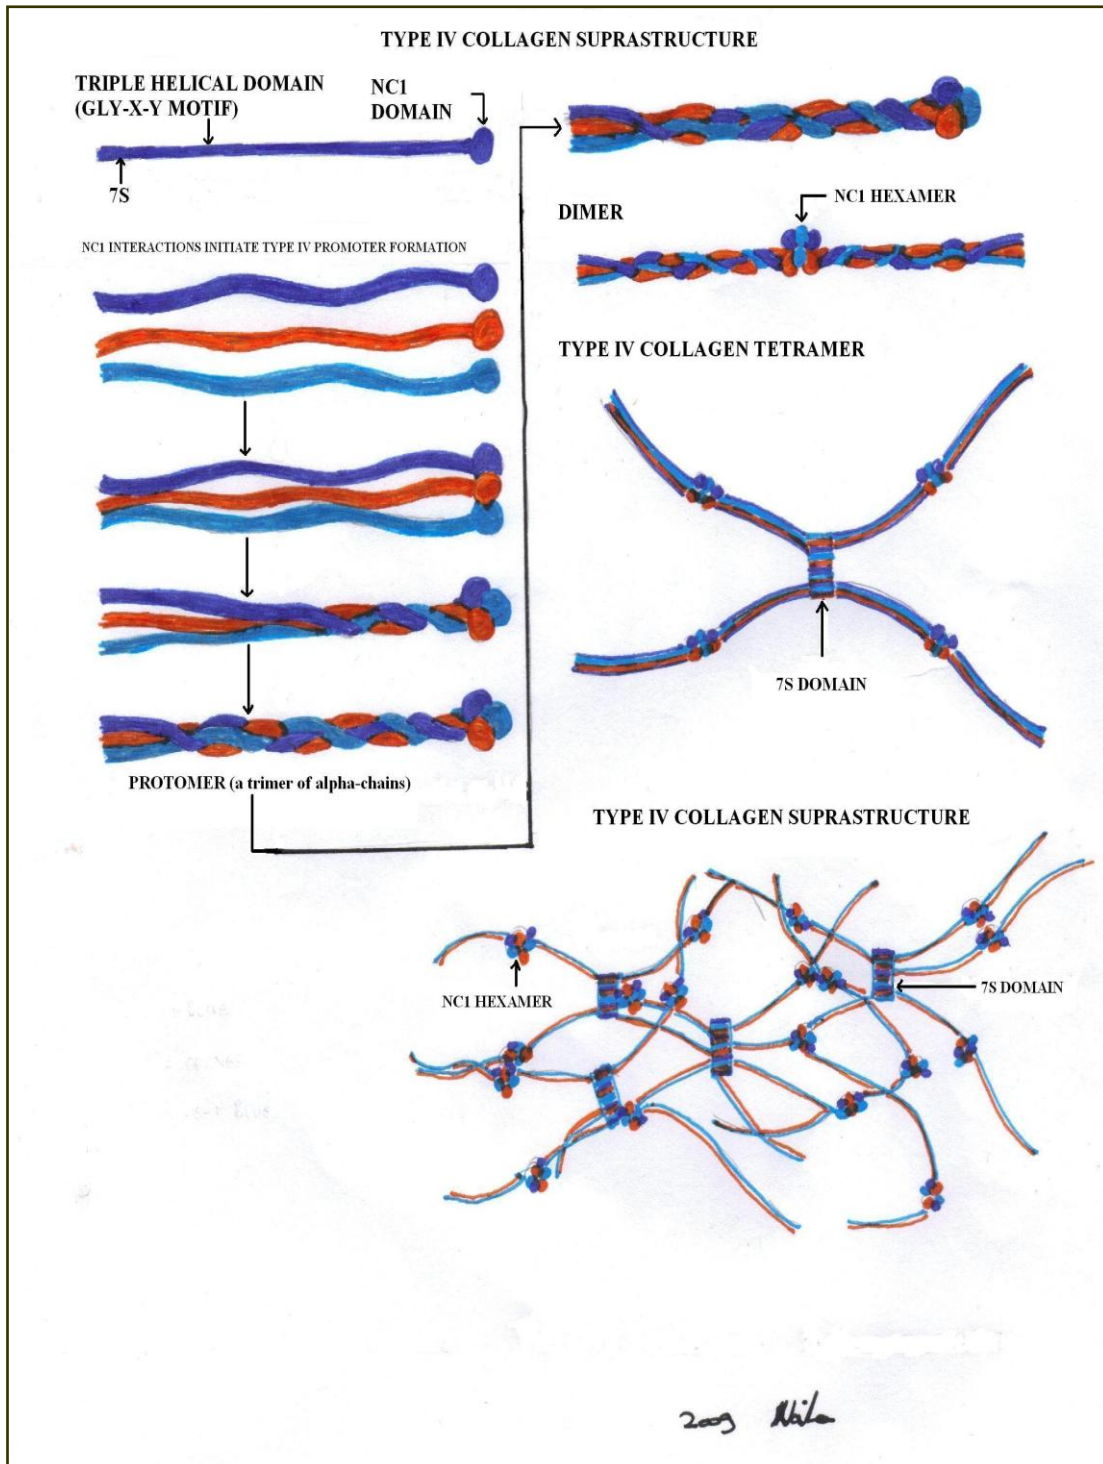 TYPE IV COLLAGEN SUPRASTRUCTURE
TRIPLE HELICAL DOMAIN
(GLY-X-Y MOTIF)
NC1
DOMAIN
7S
NC1 INTERACTIONS INITIATE TYPE IV PROMOTER FORMATION
PROTOMER (a trimer of alpha-chains)
DIMER
NC1 HEXAMER
TYPE IV COLLAGEN TETRAMER
7S DOMAIN
TYPE IV COLLAGEN SUPRASTRUCTURE
NC1 HEXAMER
7S DOMAIN
2009